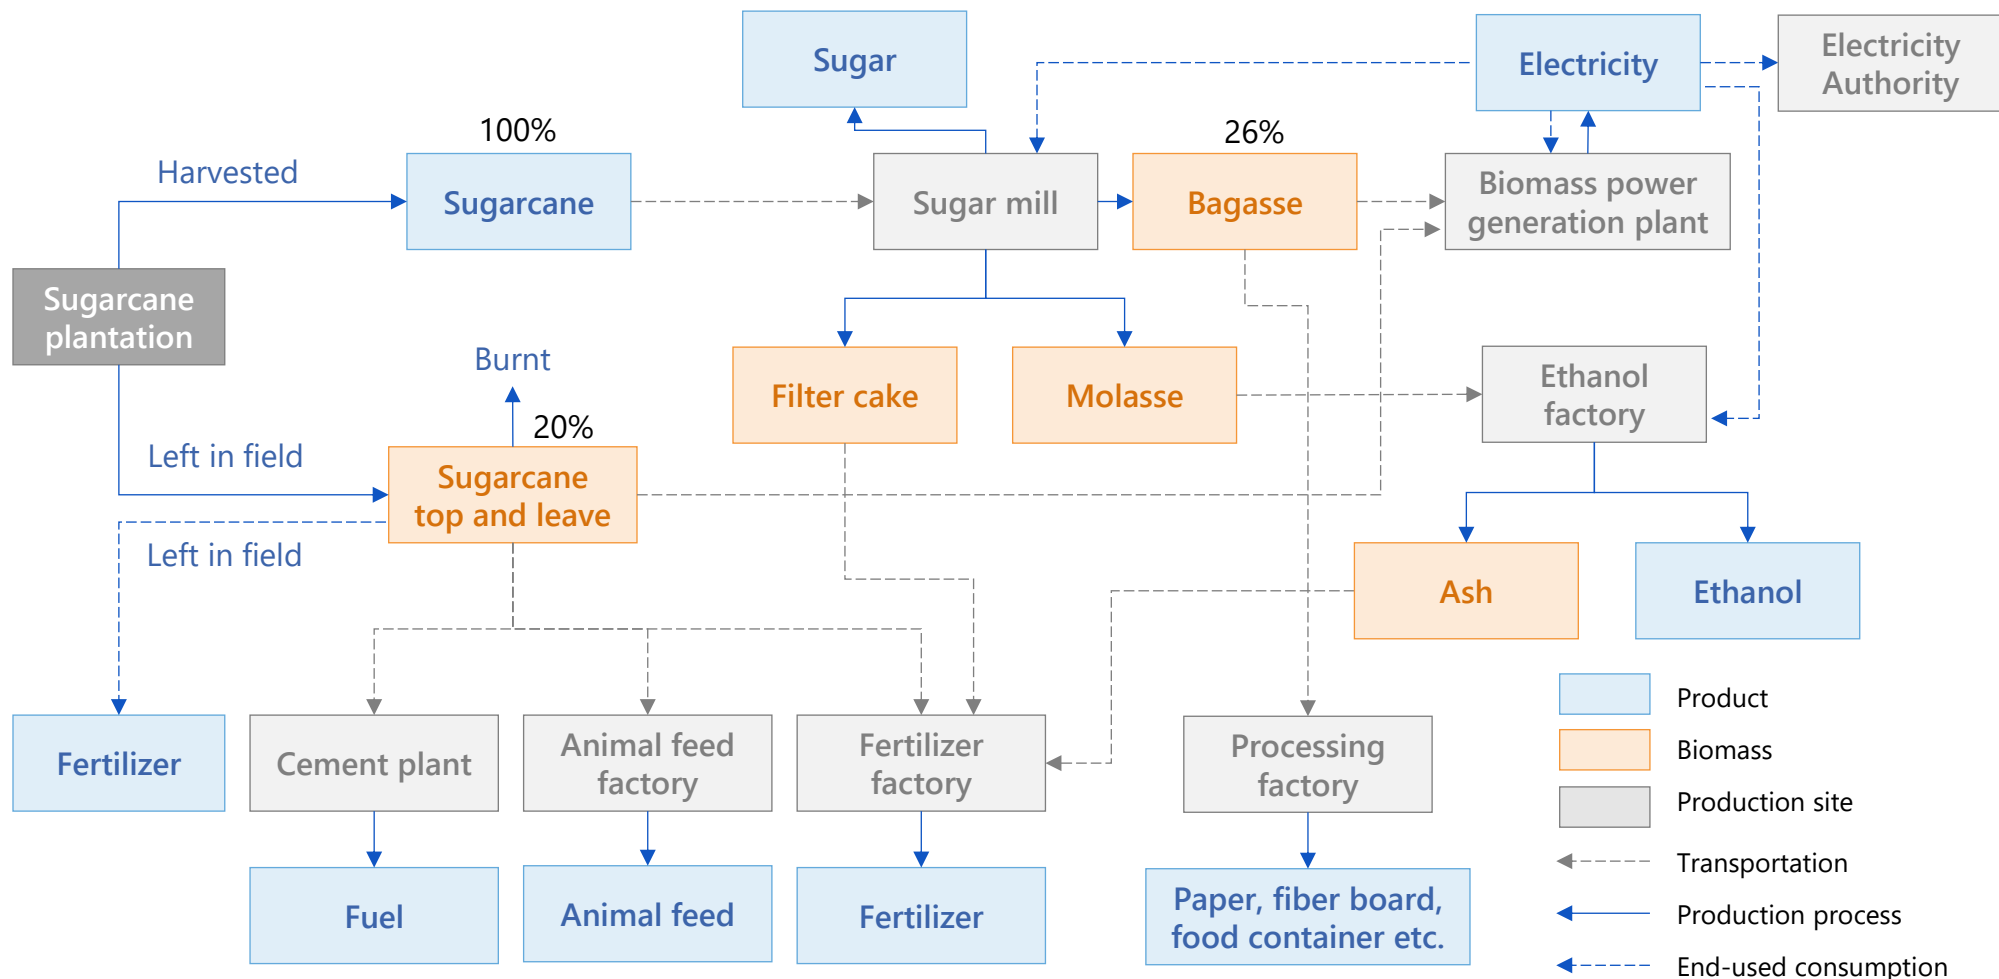 Sugar
Electricity
Electricity
Authority
100%
26%
Harvested
Sugarcane
Sugar mill
Bagasse
Biomass power
generation plant
Sugarcane
plantation
Burnt
20%
Filter cake
Molasse
Ethanol
factory
Left in field
Sugarcane
top and leave
Left in field
Ash
Ethanol
Fertilizer
Cement plant
Animal feed
factory
Fertilizer
factory
Processing
factory
Fuel
Animal feed
Fertilizer
Paper, fiber board,
food container etc.
Product
Biomass
Production site
Transportation
Production process
End-used consumption